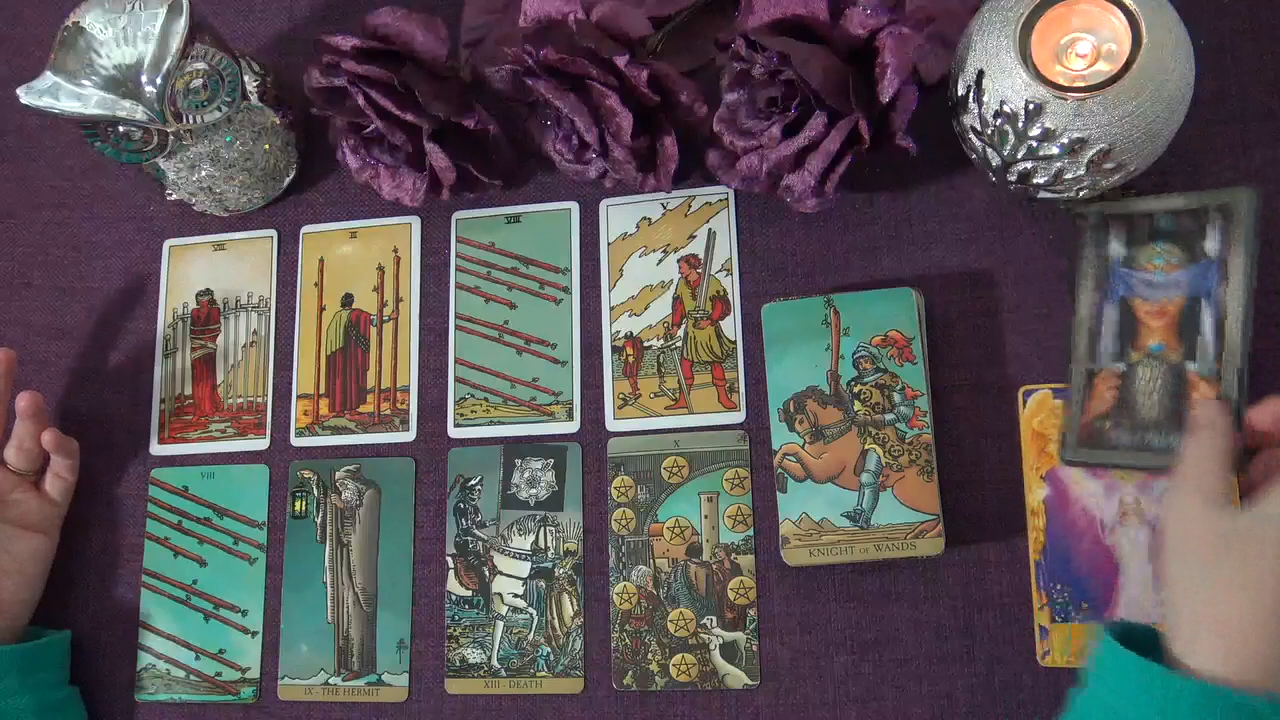 VIII
III
VIII
KNIGHT OF WANDS
VIII
IX - THE HERMIT
XIII - DEATH
X